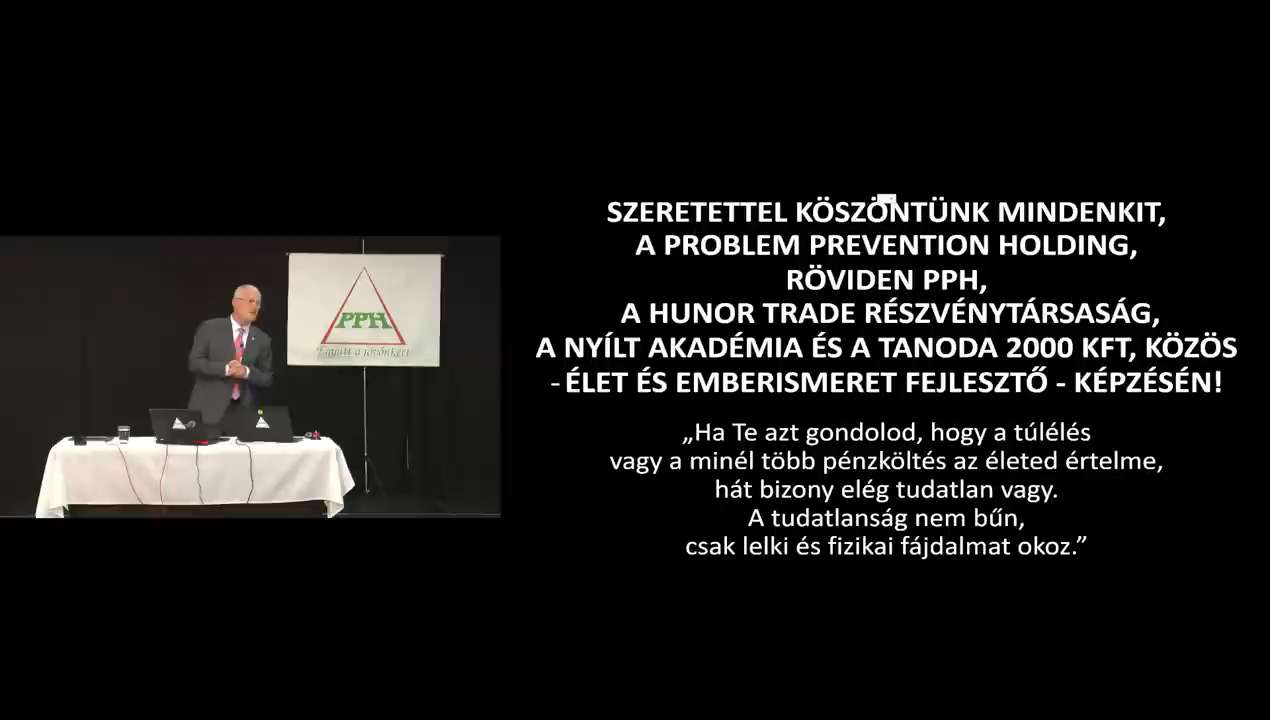 SZERETETTEL KÖSZÖNTÜNK MINDENKIT,
A PROBLEM PREVENTION HOLDING,
RÖVIDEN PPH,
A HUNOR TRADE RÉSZVÉNYTÁRSASÁG,
A NYÍLT AKADÉMIA ÉS A TANODA 2000 KFT, KÖZÖS
- ÉLET ÉS EMBERISMERET FEJLESZTŐ - KÉPZÉSÉN!
„Ha Te azt gondolod, hogy a túlélés
vagy a minél több pénzköltés az életed értelme,
hát bizony elég tudatlan vagy.
A tudatlanság nem bűn,
csak lelki és fizikai fájdalmat okoz.”
PPH
"Együtt a jövőnkért"